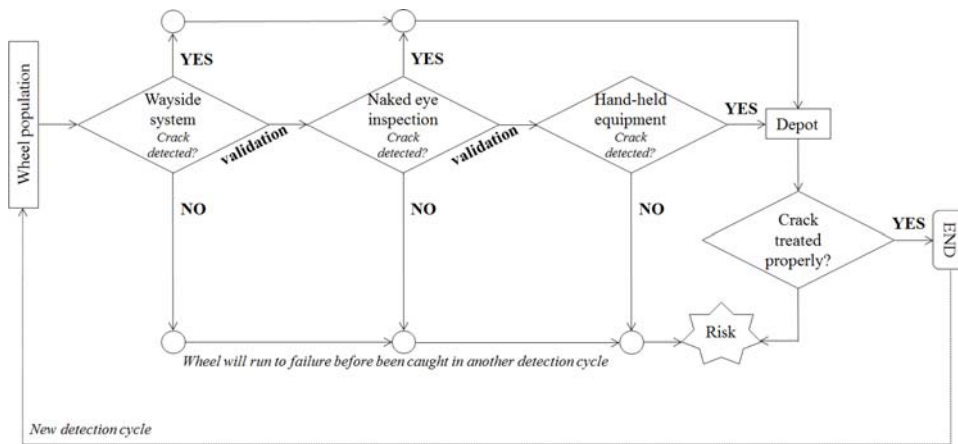 YES
YES
Wheel population
Wayside
system
Crack
detected?
validation
Naked eye
inspection
Crack
detected?
validation
Hand-held
equipment
Crack
detected?
YES
Depot
NO
NO
NO
Crack
treated
properly?
YES
END
Risk
Wheel will run to failure before been caught in another detection cycle
New detection cycle